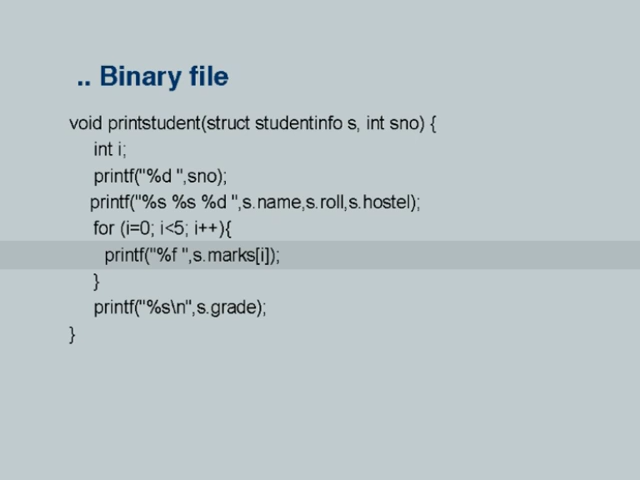 .. Binary file
void printstudent(struct studentinfo s, int sno) {
int i;
printf("%d ",sno);
printf("%s %s %d ",s.name,s.roll,s.hostel);
for (i=0; i<5; i++){
printf("%f ",s.marks[i]);
}
printf("%s\n",s.grade);
}